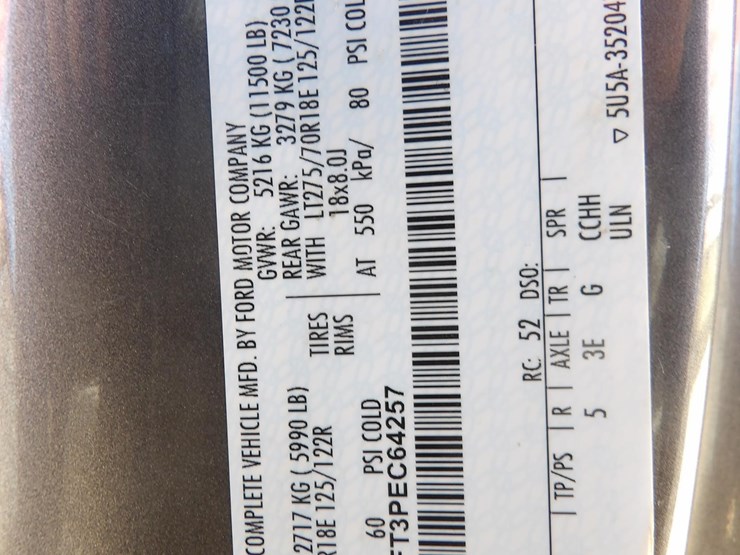 COMPLETE VEHICLE MFD. BY FORD MOTOR COMPANY
GVWR: 5216 KG (11500 LB)
2717 KG ( 5990 LB) REAR GAWR: 3279 KG ( 7230
R18E 125/122R TIRES WITH LT275/70R18E 125/122
RIMS 18x8.0J
60 PSI COLD AT 550 kPa/ 80 PSI COL
FT3PEC64257
RC: 52 DSO:
TP/PS R AXLE TR SPR
5 3E G CCHH
ULN ▽ 5U5A-35204